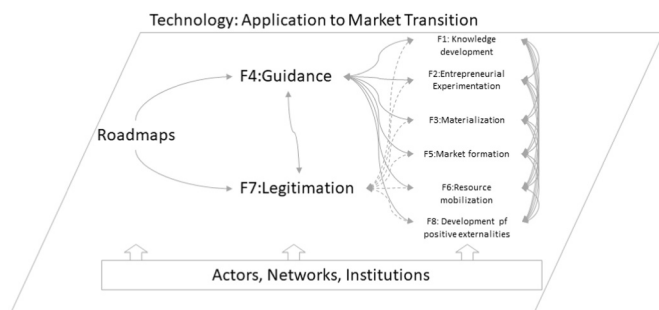 Technology: Application to Market Transition
F1: Knowledge
development
F4:Guidance
F2:Entrepreneurial
Experimentation
F3:Materialization
Roadmaps
F5:Market formation
F7:Legitimation
F6:Resource
mobilization
F8: Development pf
positive externalities
Actors, Networks, Institutions